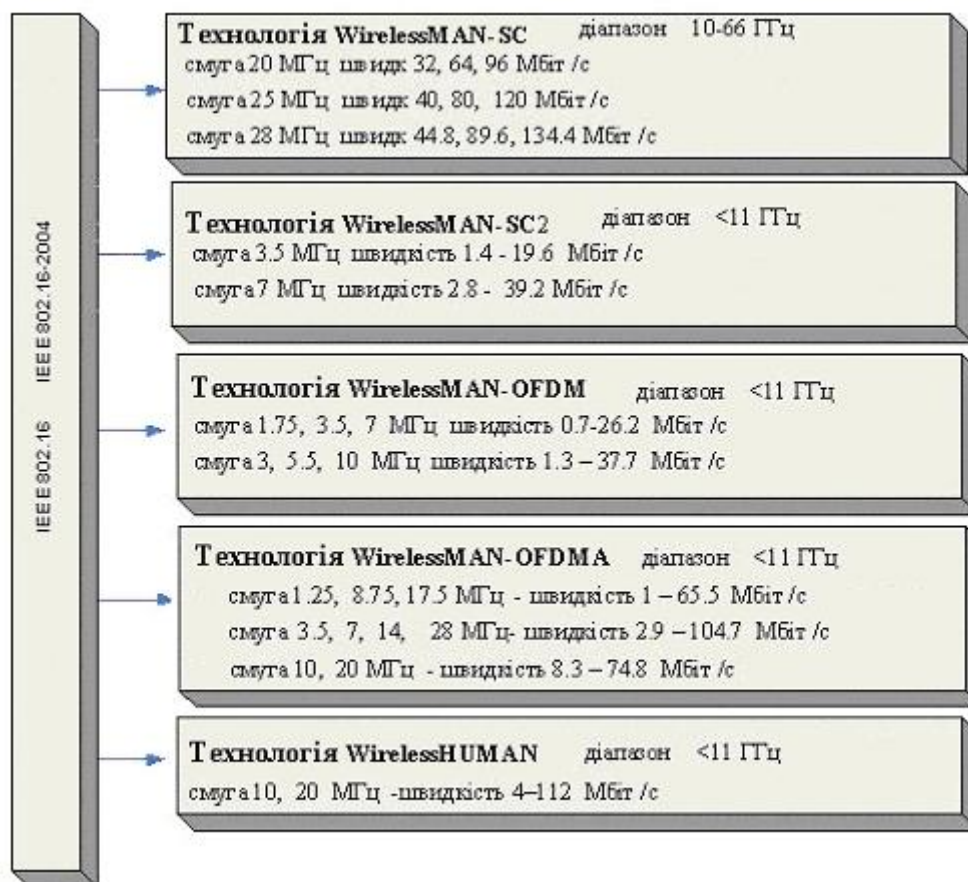 IEEE 802.16 IEEE 802.16-2004
Технологія WirelessMAN-SC діапазон 10-66 ГГц
смуга 20 МГц швидк 32, 64, 96 Мбіт /с
смуга 25 МГц швидк 40, 80, 120 Мбіт /с
смуга 28 МГц швидк 44.8, 89.6, 134.4 Мбіт /с
Технологія WirelessMAN-SC2 діапазон <11 ГГц
смуга 3.5 МГц швидкість 1.4 - 19.6 Мбіт /с
смуга 7 МГц швидкість 2.8 - 39.2 Мбіт /с
Технологія WirelessMAN-OFDM діапазон <11 ГГц
смуга 1.75, 3.5, 7 МГц швидкість 0.7-26.2 Мбіт /с
смуга 3, 5.5, 10 МГц швидкість 1.3 – 37.7 Мбіт /с
Технологія WirelessMAN-OFDMA діапазон <11 ГГц
смуга 1.25, 8.75, 17.5 МГц - швидкість 1 – 65.5 Мбіт /с
смуга 3.5, 7, 14, 28 МГц- швидкість 2.9 – 104.7 Мбіт /с
смуга 10, 20 МГц - швидкість 8.3 – 74.8 Мбіт /с
Технологія WirelessHUMAN діапазон <11 ГГц
смуга 10, 20 МГц -швидкість 4–112 Мбіт /с